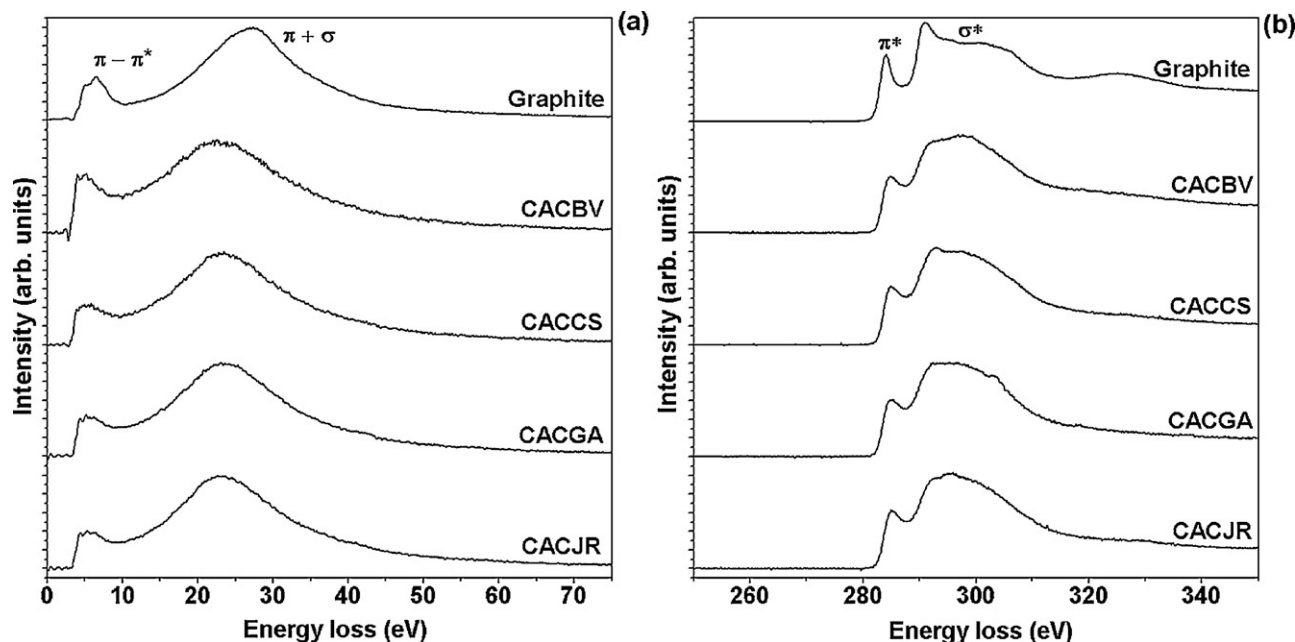 (a)
π − π*
π + σ
Graphite
CACBV
CACCS
CACGA
CACJR
Intensity (arb. units)
0 10 20 30 40 50 60 70
Energy loss (eV)
(b)
π*
σ*
Graphite
CACBV
CACCS
CACGA
CACJR
Intensity (arb. units)
260 280 300 320 340
Energy loss (eV)